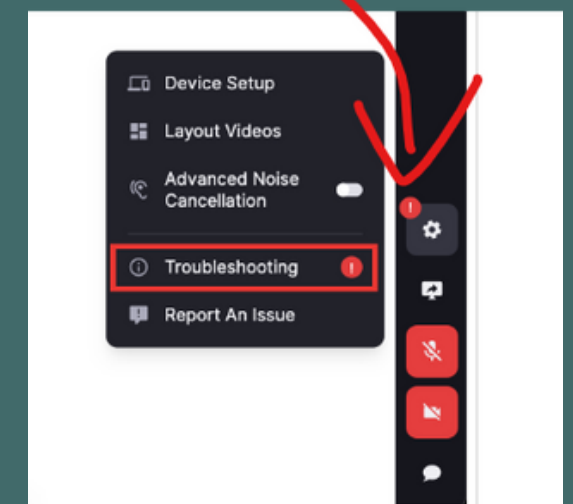 Device Setup
Layout Videos
Advanced Noise
Cancellation
Troubleshooting !
Report An Issue
!